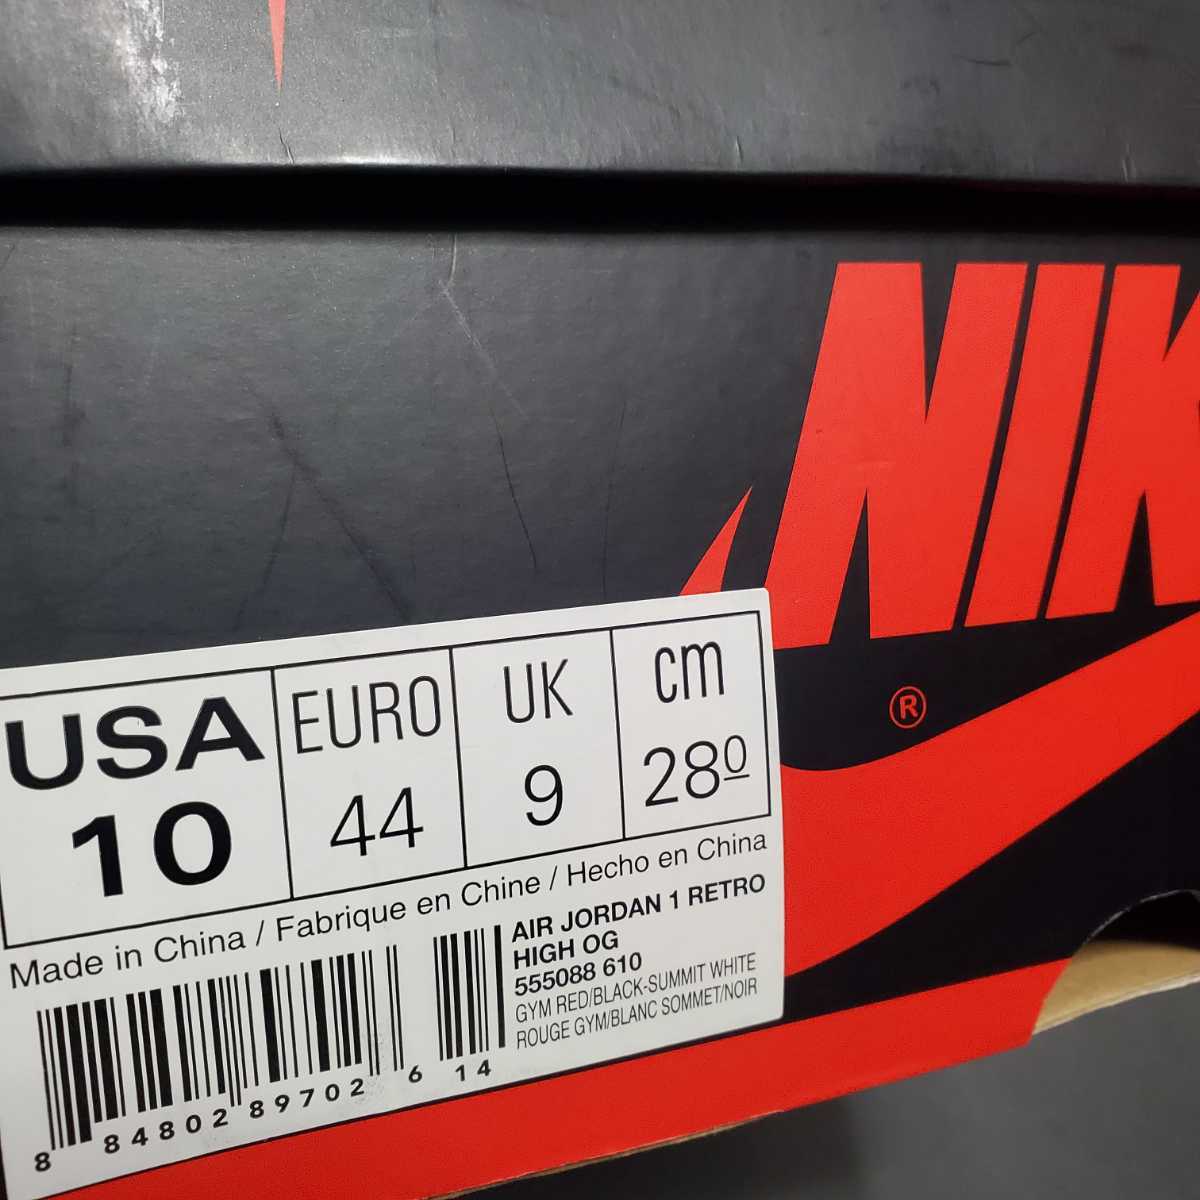 NIK
®
USA EURO UK cm
10 44 9 280
Made in China / Fabrique en Chine / Hecho en China
AIR JORDAN 1 RETRO
HIGH OG
555088 610
GYM RED/BLACK-SUMMIT WHITE
ROUGE GYM/BLANC SOMMET/NOIR
8 84802 89702 6 14